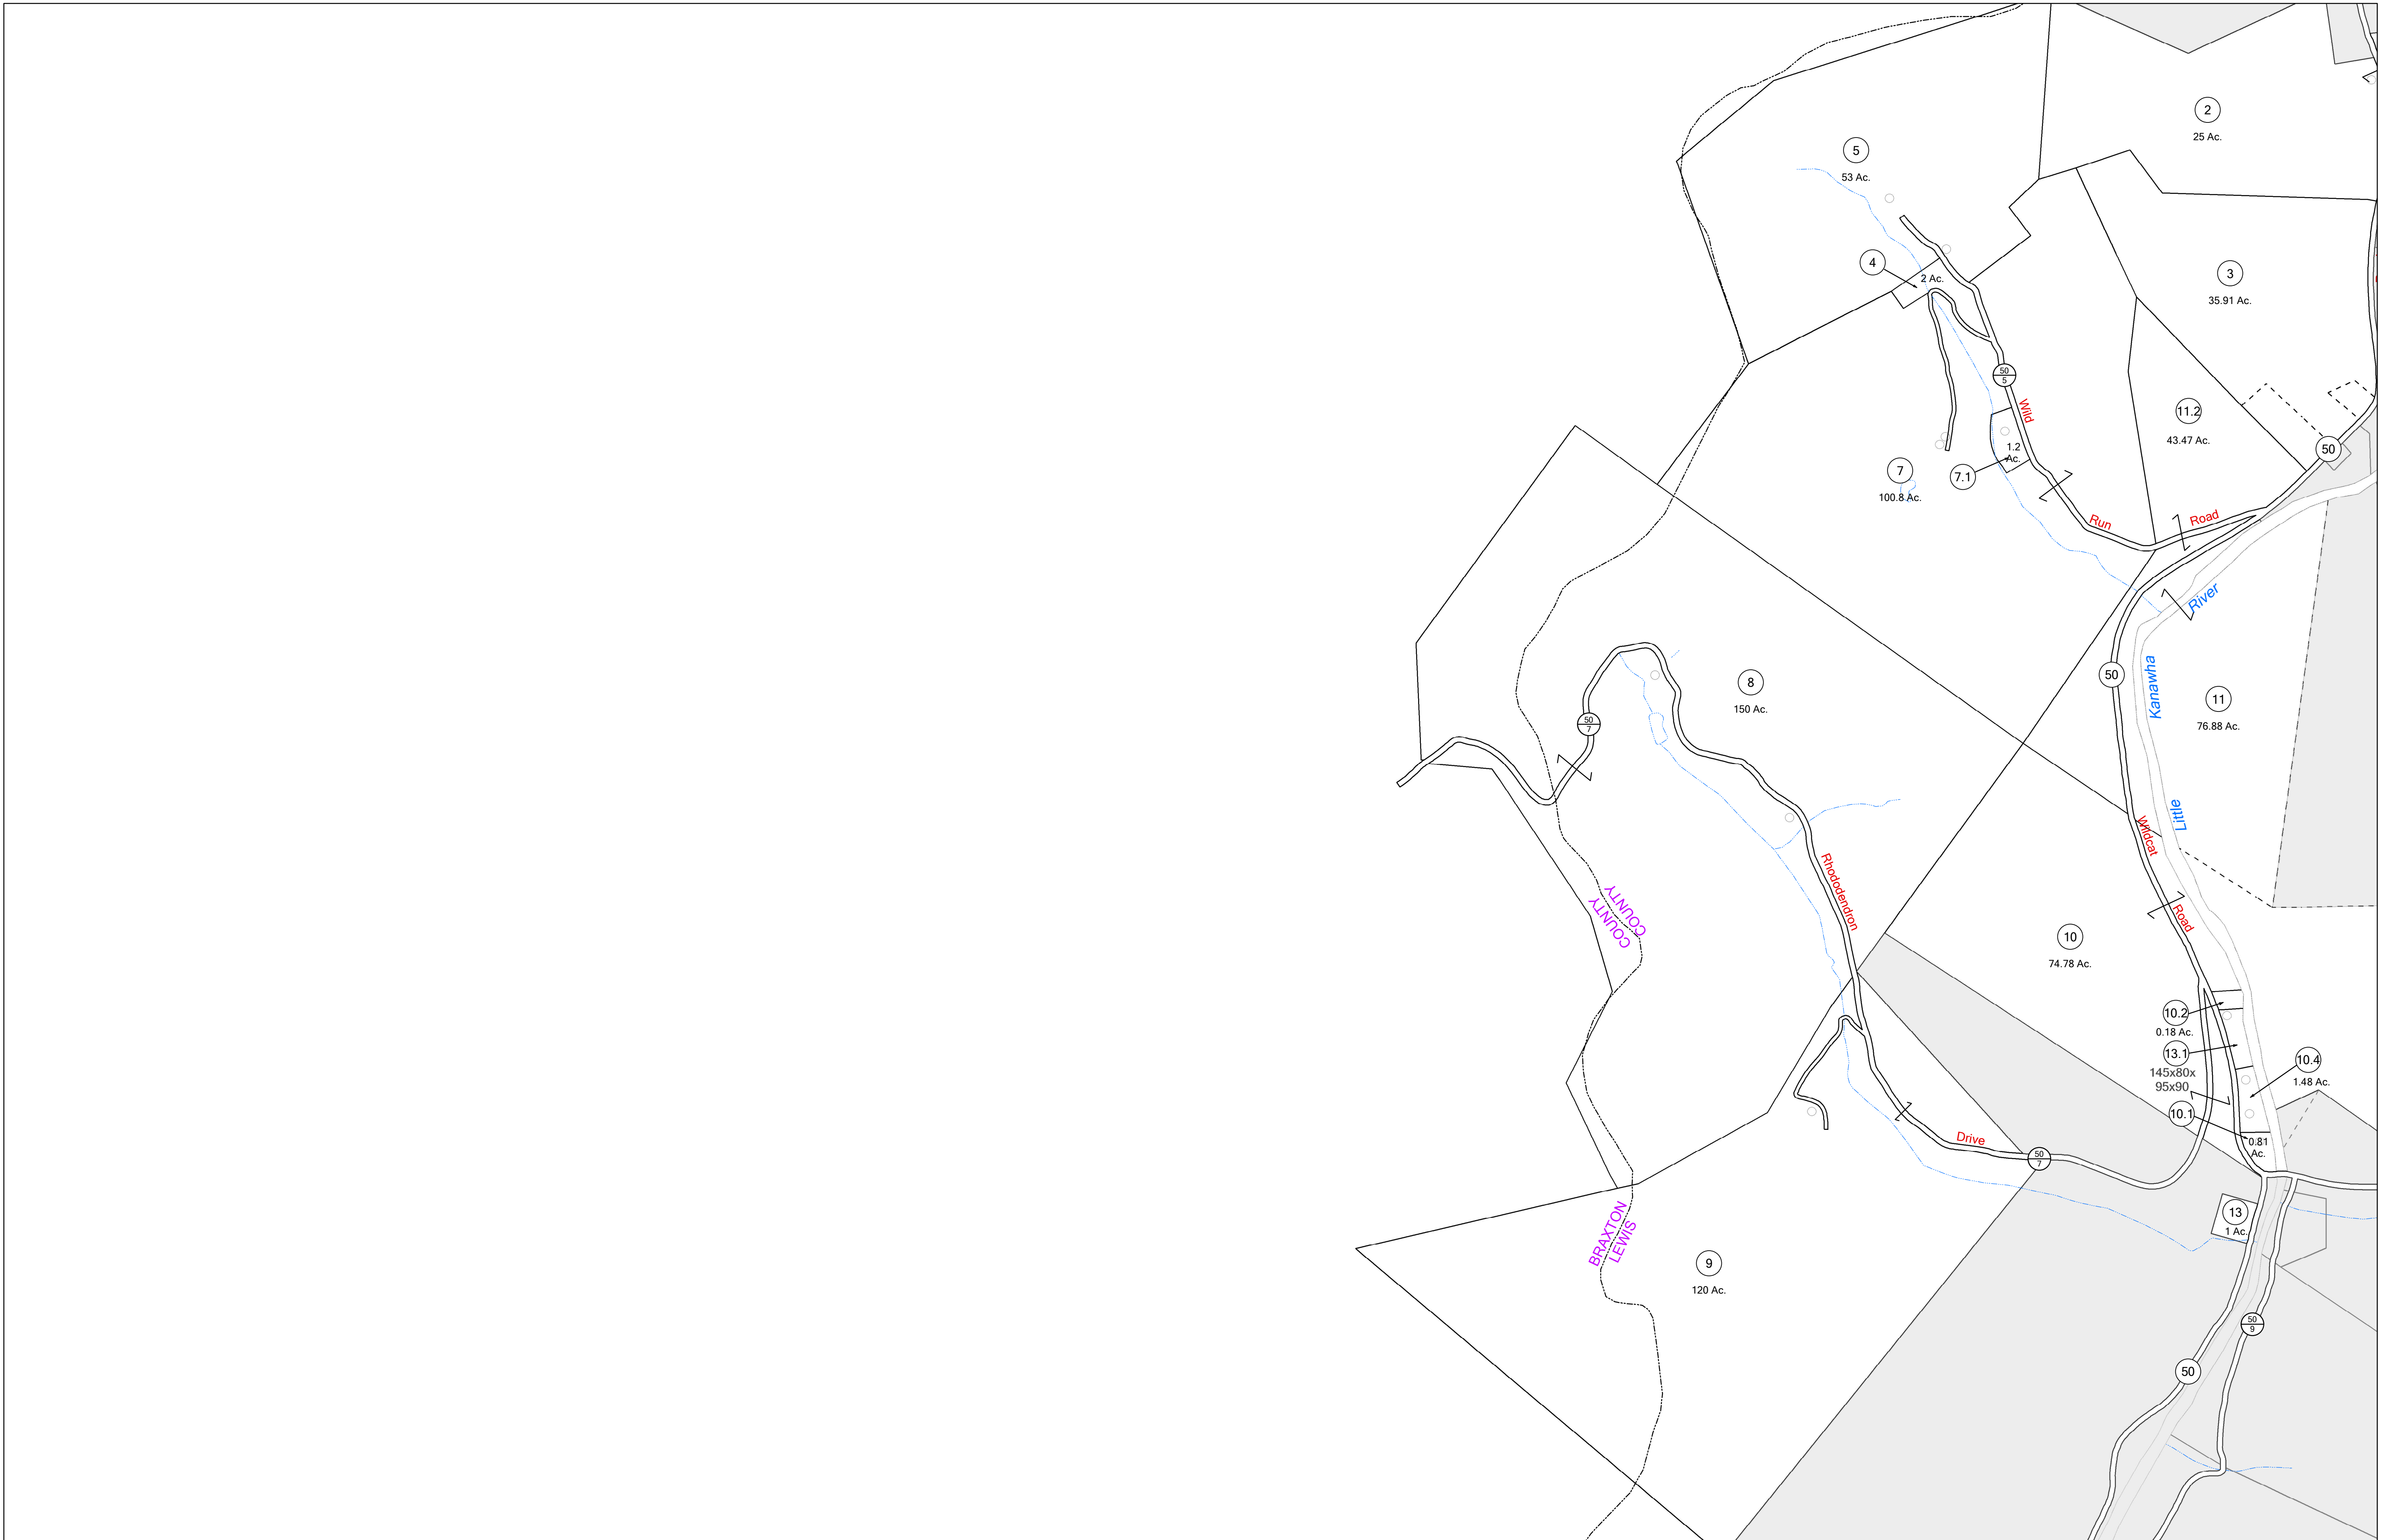 2
25 Ac.
5
53 Ac.
4
2 Ac.
3
35.91 Ac.
50
5
Wild
11.2
43.47 Ac.
50
1.2
Ac.
7
100.8 Ac.
7.1
Run
Road
River
Kanawha
Little
50
8
150 Ac.
11
76.88 Ac.
50
7
Wildcat
Road
Rhododendron
COUNTY
COUNTY
10
74.78 Ac.
10.2
0.18 Ac.
13.1
145x80x
95x90
10.4
1.48 Ac.
10.1
0.81
Ac.
Drive
50
7
13
1 Ac.
BRAXTON
LEWIS
9
120 Ac.
50
9
50